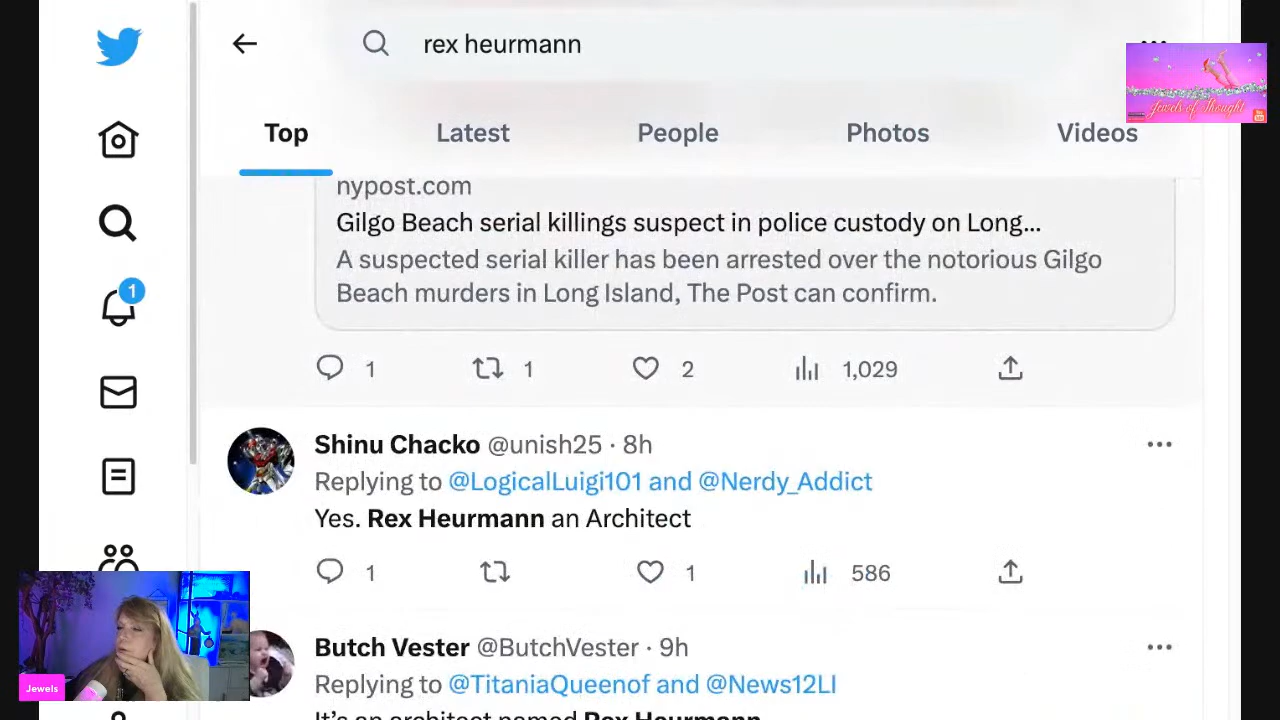 rex heurmann
Jewels of Thought
Top Latest People Photos Videos
nypost.com
Gilgo Beach serial killings suspect in police custody on Long...
A suspected serial killer has been arrested over the notorious Gilgo
Beach murders in Long Island, The Post can confirm.
1 1 2 1,029
1
Shinu Chacko @unish25 · 8h
Replying to @LogicalLuigi101 and @Nerdy_Addict
Yes. Rex Heurmann an Architect
1 1 586
Butch Vester @ButchVester · 9h
Replying to @TitaniaQueenof and @News12LI
It's an architect named Rex Heurmann
Jewels